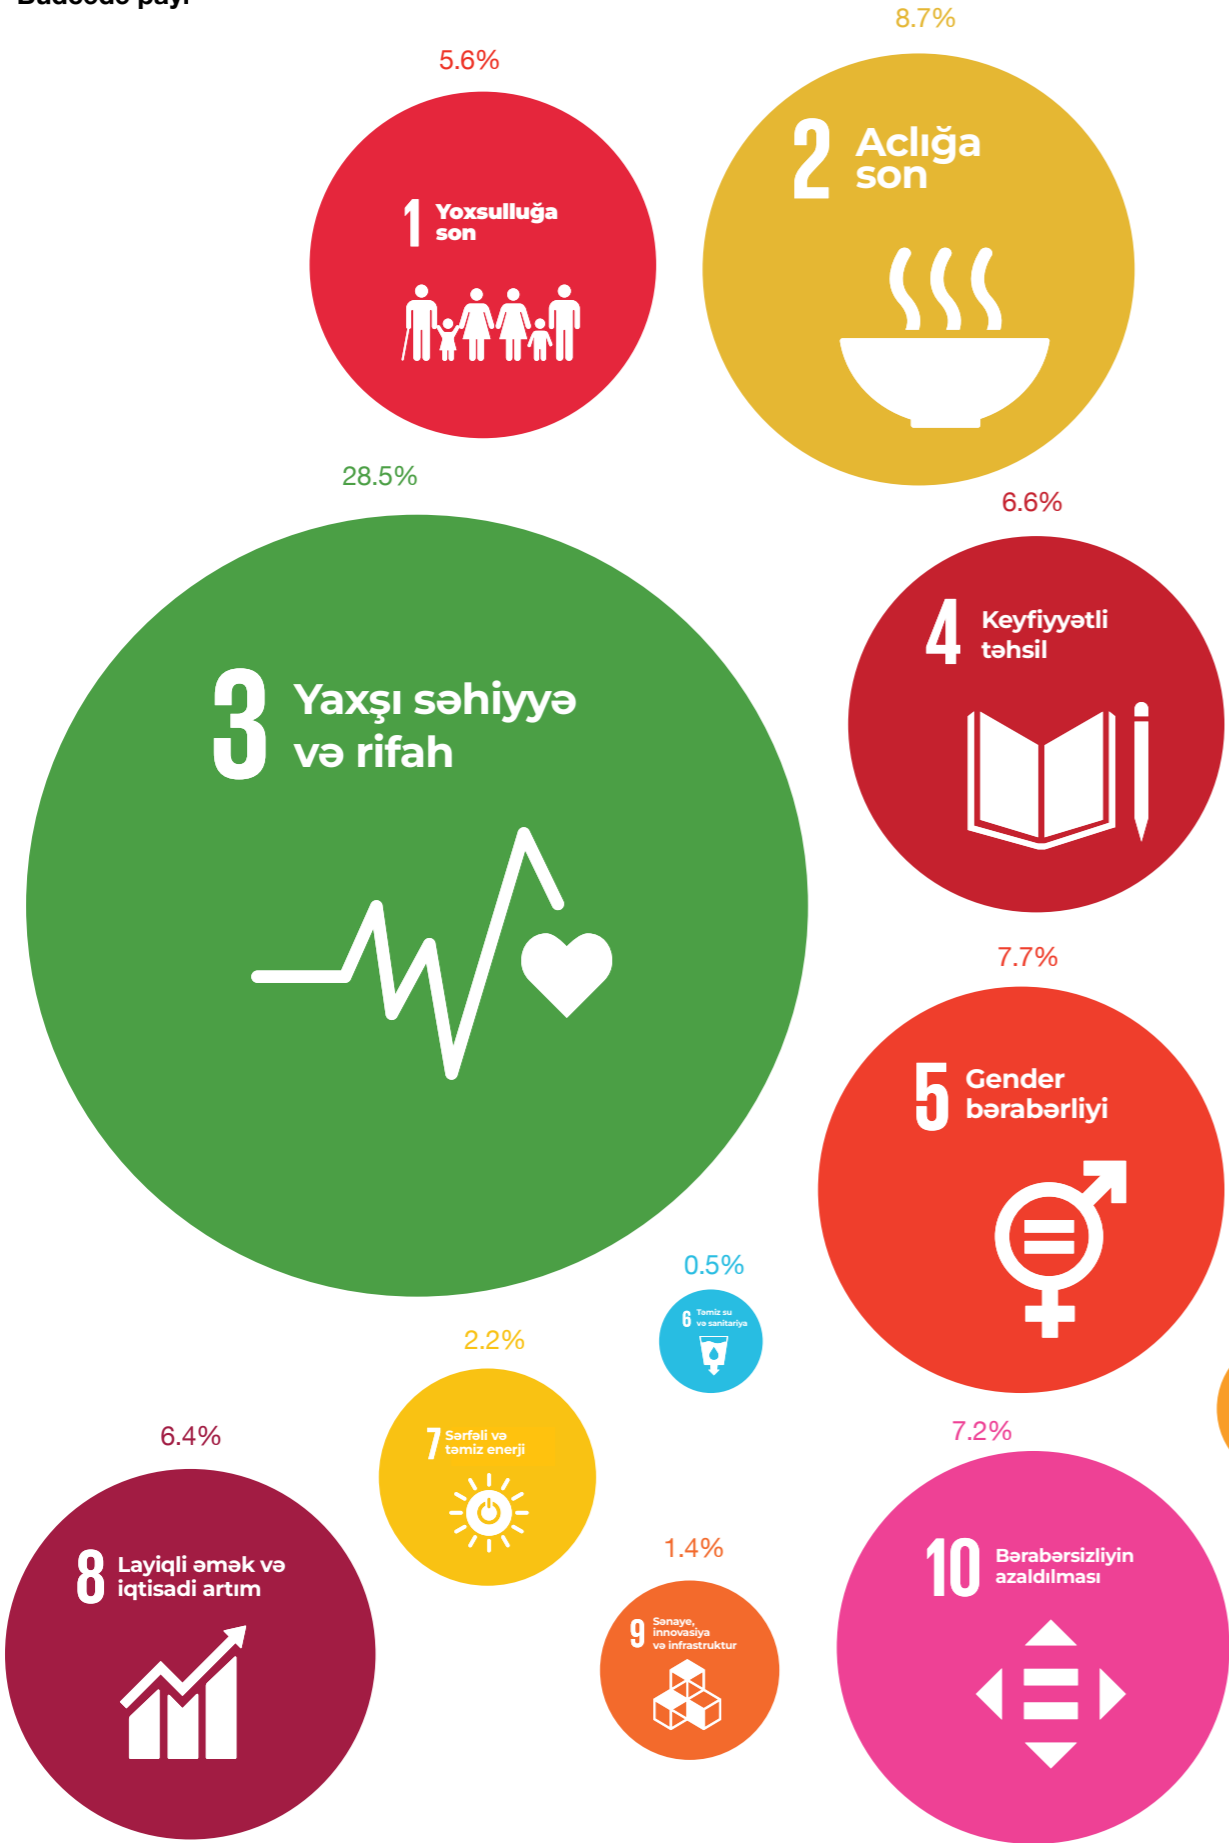 Büdcədə payı
5.6%
1 Yoxsulluğa
son
8.7%
2 Aclığa
son
28.5%
3 Yaxşı səhiyyə
və rifah
6.6%
4 Keyfiyyətli
təhsil
7.7%
5 Gender
bərabərliyi
0.5%
6 Təmiz su
və sanitariya
2.2%
7 Sərfəli və
təmiz enerji
6.4%
8 Layiqli əmək və
iqtisadi artım
1.4%
9 Sənaye,
innovasiya
və infrastruktur
7.2%
10 Bərabərsizliyin
azaldılması